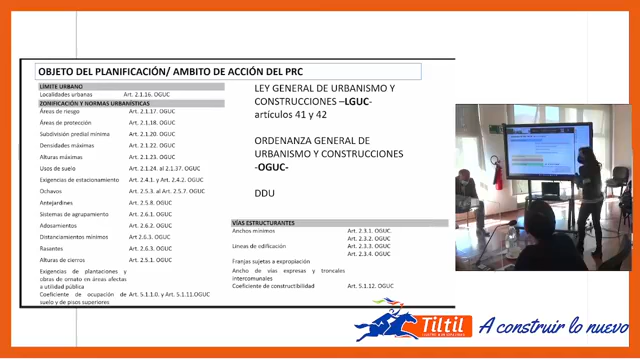 OBJETO DEL PLANIFICACIÓN/ AMBITO DE ACCIÓN DEL PRC
LÍMITE URBANO
Localidades urbanas Art. 2.1.16. OGUC
ZONIFICACIÓN Y NORMAS URBANÍSTICAS
Áreas de riesgo Art. 2.1.17. OGUC
Áreas de protección Art. 2.1,18. OGUC
Subdivisión predial mínima Art. 2.1.20. OGUC
Densidades máximas Art. 2.1.22. OGUC
Alturas máximas Art. 2.1.23. OGUC
Usos de suelo Art. 2.1.24. al 2.1.37. OGUC
Exigencias de estacionamiento Art. 2.4.1. y Art. 2.4.2. OGUC
Ochavos Art. 2.5.3. al Art. 2.5.7. OGUC
Antejardines Art. 2.5.8. OGUC
Sistemas de agrupamiento Art. 2.6.1. OGUC
Adosamientos Art. 2.6.2. OGUC
Distanciamientos mínimos Art. 2.6.3. OGUC
Rasantes Art. 2.6.3. OGUC
Alturas de cierros Art. 2.5.1. OGUC
Exigencias de plantaciones y
obras de ornato en áreas afectas
a utilidad pública
Coeficiente de ocupación de Art. 5.1.1.0. y Art. 5.1.11.OGUC
suelo y de pisos superiores
LEY GENERAL DE URBANISMO Y
CONSTRUCCIONES –LGUC-
artículos 41 y 42
ORDENANZA GENERAL DE
URBANISMO Y CONSTRUCCIONES
-OGUC-
DDU
VÍAS ESTRUCTURANTES
Anchos mínimos Art. 2.3.1. OGUC.
Art. 2.3.2. OGUC
Líneas de edificación Art. 2.3.3. OGUC
Art. 2.3.4. OGUC
Franjas sujetos a expropiación
Ancho de vías expresas y troncales
intercomunales
Coeficiente de constructibilidad Art. 5.1.12. OGUC
Tiltil
A construir lo nuevo